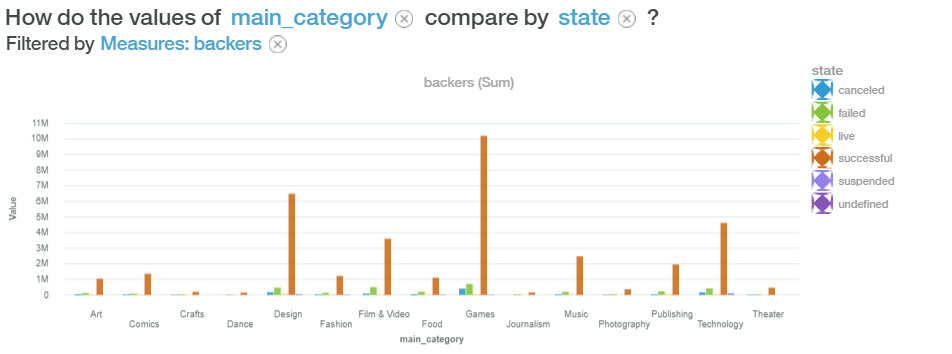 How do the values of main_category compare by state ?
Filtered by Measures: backers
state
backers (Sum)
canceled
failed
live
successful
suspended
undefined
11M
10M
9M
8M
7M
6M
5M
4M
3M
2M
1M
0
Value
Art
Comics
Crafts
Dance
Design
Fashion
Film & Video
Food
Games
Journalism
Music
Photography
Publishing
Technology
Theater
main_category